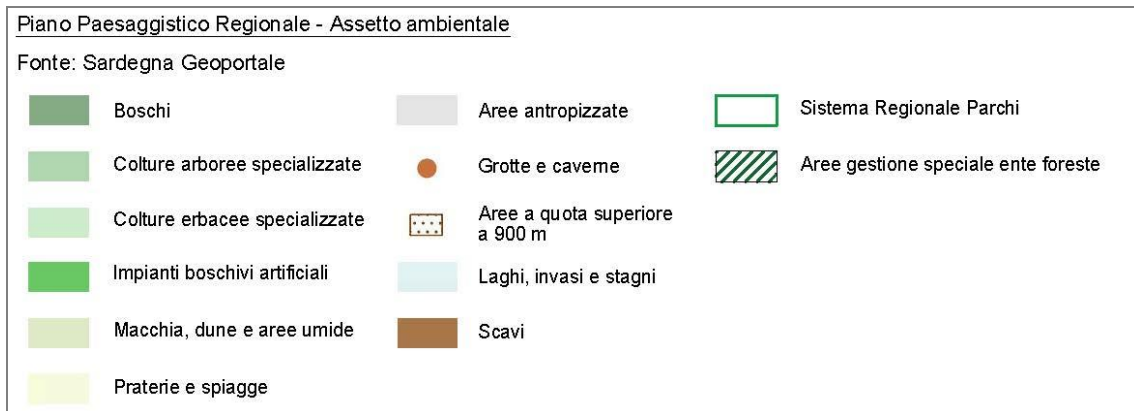 Piano Paesaggistico Regionale - Assetto ambientale
Fonte: Sardegna Geoportale
Boschi
Colture arboree specializzate
Colture erbacee specializzate
Impianti boschivi artificiali
Macchia, dune e aree umide
Praterie e spiagge
Aree antropizzate
Grotte e caverne
Aree a quota superiore
a 900 m
Laghi, invasi e stagni
Scavi
Sistema Regionale Parchi
Aree gestione speciale ente foreste